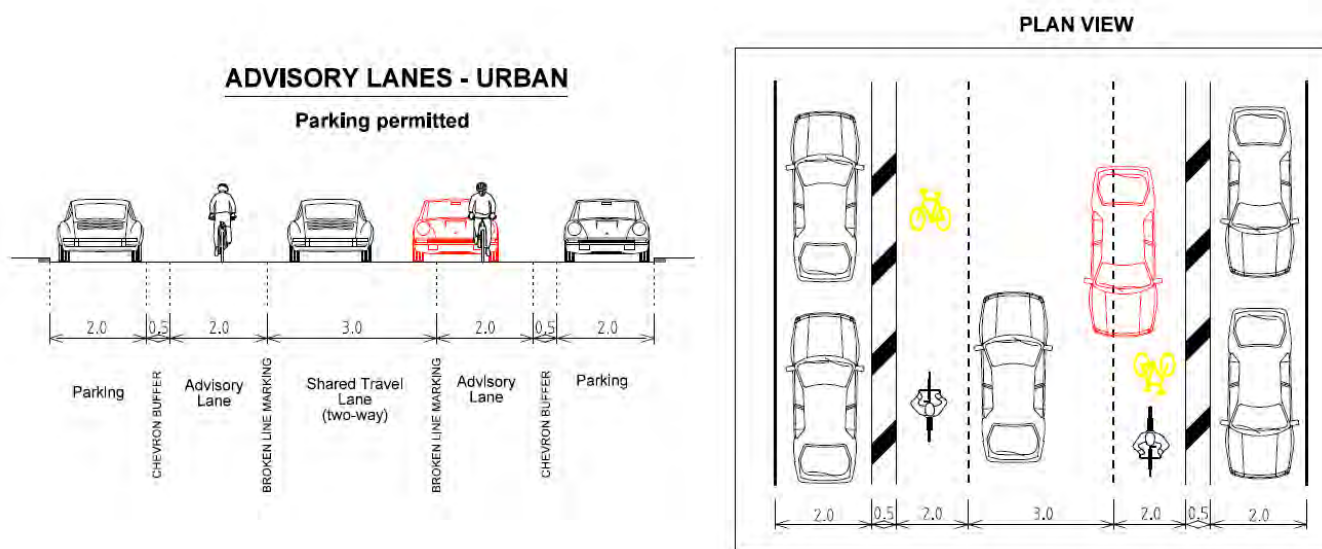 ADVISORY LANES - URBAN
Parking permitted
2.0 0,5 2.0 3.0 2.0 0,5 2.0
Parking
CHEVRON BUFFER
Advisory
Lane
BROKEN LINE MARKING
Shared Travel
Lane
(two-way)
BROKEN LINE MARKING
Advisory
Lane
CHEVRON BUFFER
Parking
PLAN VIEW
2.0 0,5 2.0 3.0 2.0 0,5 2.0